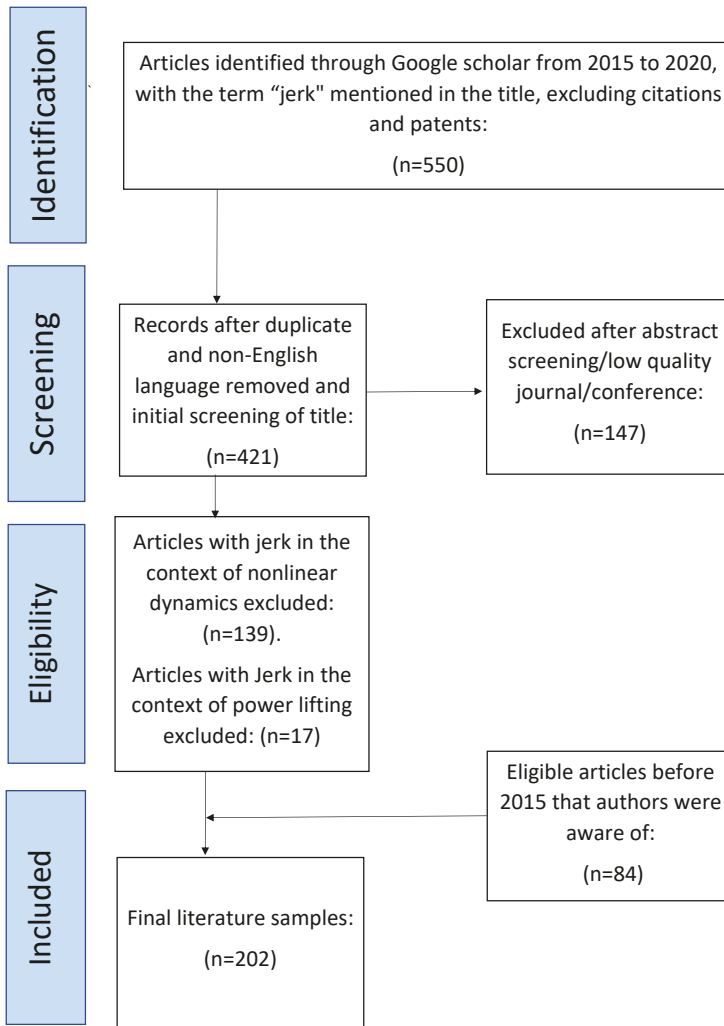 Identification
Articles identified through Google scholar from 2015 to 2020,
with the term “jerk" mentioned in the title, excluding citations
and patents:
(n=550)
Screening
Records after duplicate
and non-English
language removed and
initial screening of title:
(n=421)
Excluded after abstract
screening/low quality
journal/conference:
(n=147)
Eligibility
Articles with jerk in the
context of nonlinear
dynamics excluded:
(n=139).
Articles with Jerk in the
context of power lifting
excluded: (n=17)
Eligible articles before
2015 that authors were
aware of:
(n=84)
Included
Final literature samples:
(n=202)